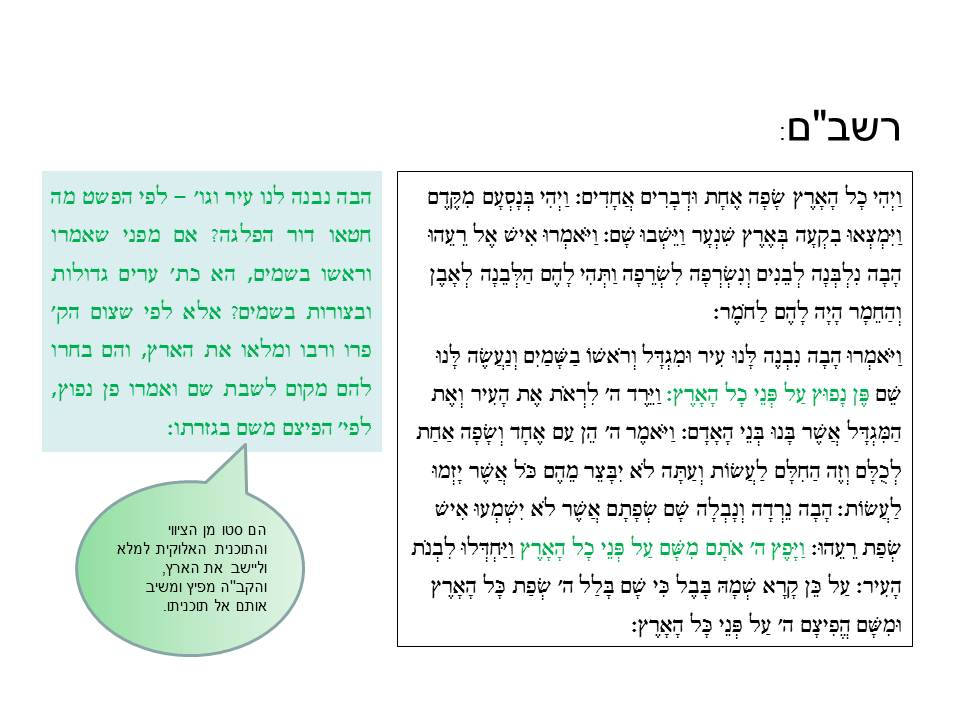 רשב"ם:
וַיְהִי כָל הָאָרֶץ שָׂפָה אֶחָת וּדְבָרִים אֲחָדִים: וַיְהִי בְּנָסְעָם מִקֶּדֶם
וַיִּמְצְאוּ בִקְעָה בְּאֶרֶץ שִׁנְעָר וַיֵּשְׁבוּ שָׁם: וַיֹּאמְרוּ אִישׁ אֶל רֵעֵהוּ
הָבָה נִלְבְּנָה לְבֵנִים וְנִשְׂרְפָה לִשְׂרֵפָה וַתְּהִי לָהֶם הַלְּבֵנָה לְאָבֶן
וְהַחֵמָר הָיָה לָהֶם לַחֹמֶר:
וַיֹּאמְרוּ הָבָה נִבְנֶה לָּנוּ עִיר וּמִגְדָּל וְרֹאשׁוֹ בַשָּׁמַיִם וְנַעֲשֶׂה לָּנוּ
שֵׁם פֶּן נָפוּץ עַל פְּנֵי כָל הָאָרֶץ: וַיֵּרֶד ה' לִרְאֹת אֶת הָעִיר וְאֶת
הַמִּגְדָּל אֲשֶׁר בָּנוּ בְּנֵי הָאָדָם: וַיֹּאמֶר ה' הֵן עַם אֶחָד וְשָׂפָה אַחַת
לְכֻלָּם וְזֶה הַחִלָּם לַעֲשׂוֹת וְעַתָּה לֹא יִבָּצֵר מֵהֶם כֹּל אֲשֶׁר יָזְמוּ
לַעֲשׂוֹת: הָבָה נֵרְדָה וְנָבְלָה שָׁם שְׂפָתָם אֲשֶׁר לֹא יִשְׁמְעוּ אִישׁ
שְׂפַת רֵעֵהוּ: וַיָּפֶץ ה' אֹתָם מִשָּׁם עַל פְּנֵי כָל הָאָרֶץ וַיַּחְדְּלוּ לִבְנֹת
הָעִיר: עַל כֵּן קָרָא שְׁמָהּ בָּבֶל כִּי שָׁם בָּלַל ה' שְׂפַת כָּל הָאָרֶץ
וּמִשָּׁם הֱפִיצָם ה' עַל פְּנֵי כָּל הָאָרֶץ:
הבה נבנה לנו עיר וגו' – לפי הפשט מה
חטאו דור הפלגה? אם מפני שאמרו
וראשו בשמים, הא כת' ערים גדולות
ובצורות בשמים? אלא לפי שצום הק'
פרו ורבו ומלאו את הארץ, והם בחרו
להם מקום לשבת שם ואמרו פן נפוץ,
לפי' הפיצם משם בגזרתו:
הם סטו מן הציווי
והתוכנית האלוקית למלא
וליישב את הארץ,
והקב"ה מפיץ ומשיב
אותם אל תוכניתו.